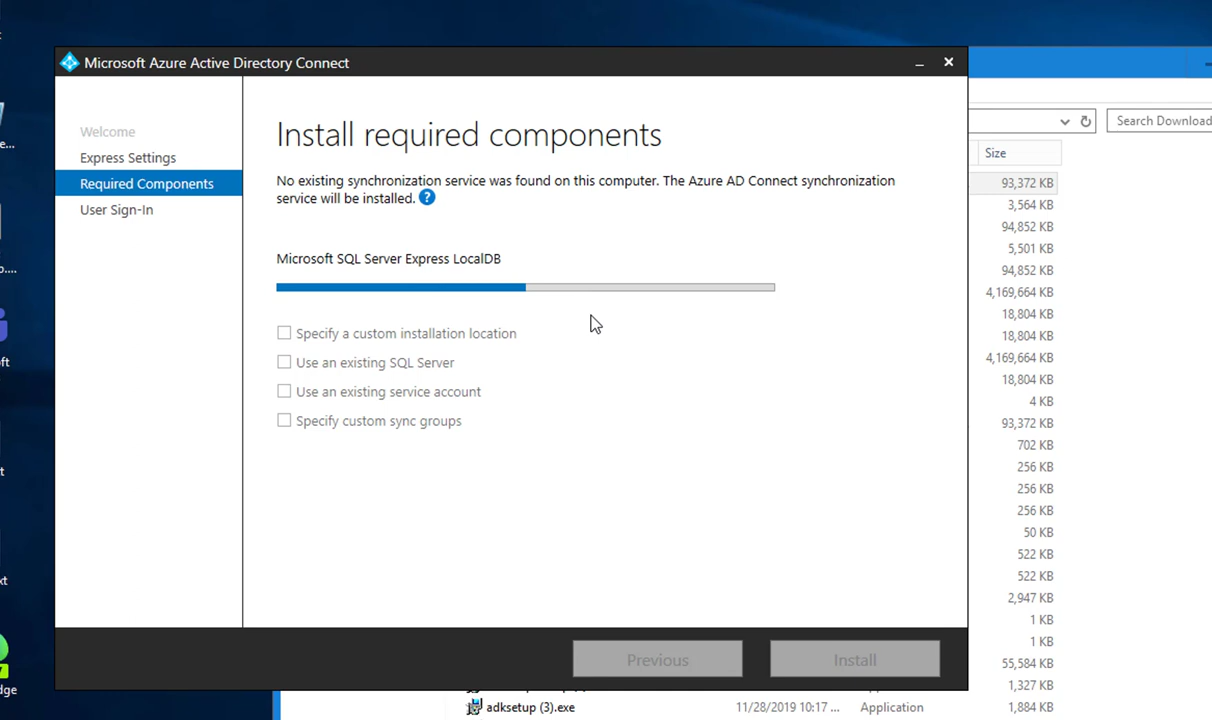 Microsoft Azure Active Directory Connect
Welcome
Express Settings
Required Components
User Sign-In
Install required components
No existing synchronization service was found on this computer. The Azure AD Connect synchronization
service will be installed. ?
Microsoft SQL Server Express LocalDB
Specify a custom installation location
Use an existing SQL Server
Use an existing service account
Specify custom sync groups
Previous
Install
Search Download
Size
93,372 KB
3,564 KB
94,852 KB
5,501 KB
94,852 KB
4,169,664 KB
18,804 KB
18,804 KB
4,169,664 KB
18,804 KB
4 KB
93,372 KB
702 KB
256 KB
256 KB
256 KB
50 KB
522 KB
522 KB
2,947 KB
1 KB
1 KB
55,584 KB
1,327 KB
adksetup (3).exe 11/28/2019 10:17 ... Application 1,884 KB